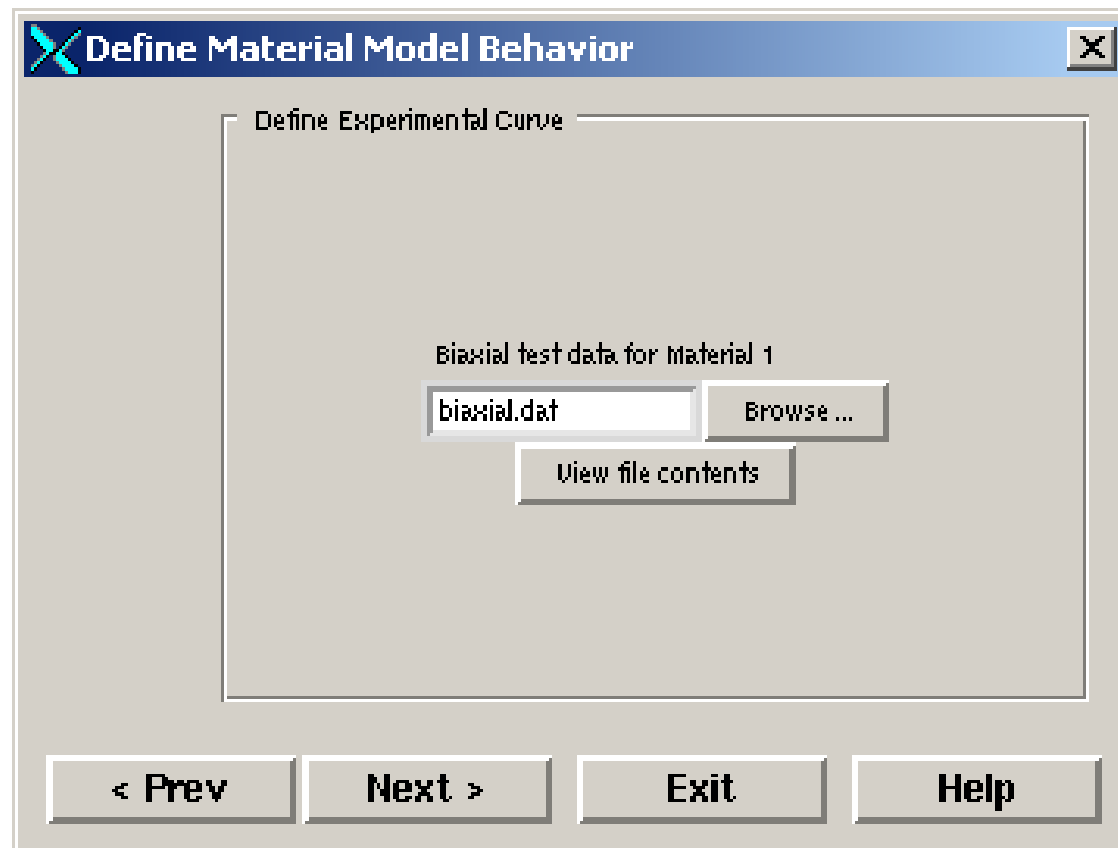 Define Material Model Behavior
Define Experimental Curve
Biaxial test data for Material 1
biaxial.dat
Browse ...
View file contents
< Prev
Next >
Exit
Help